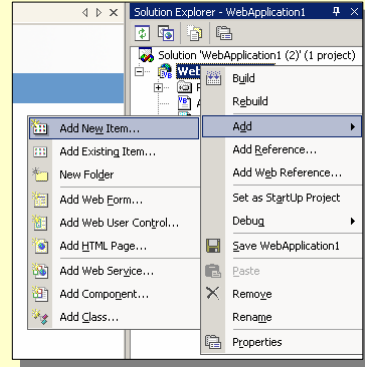 Solution Explorer - WebApplication1
Solution 'WebApplication1 (2)' (1 project)
Web
Build
Rebuild
Add
Add Reference...
Add Web Reference...
Set as StartUp Project
Debug
Save WebApplication1
Paste
Remove
Rename
Properties
Add New Item...
Add Existing Item...
New Folder
Add Web Form...
Add Web User Control...
Add HTML Page...
Add Web Service...
Add Component...
Add Class...